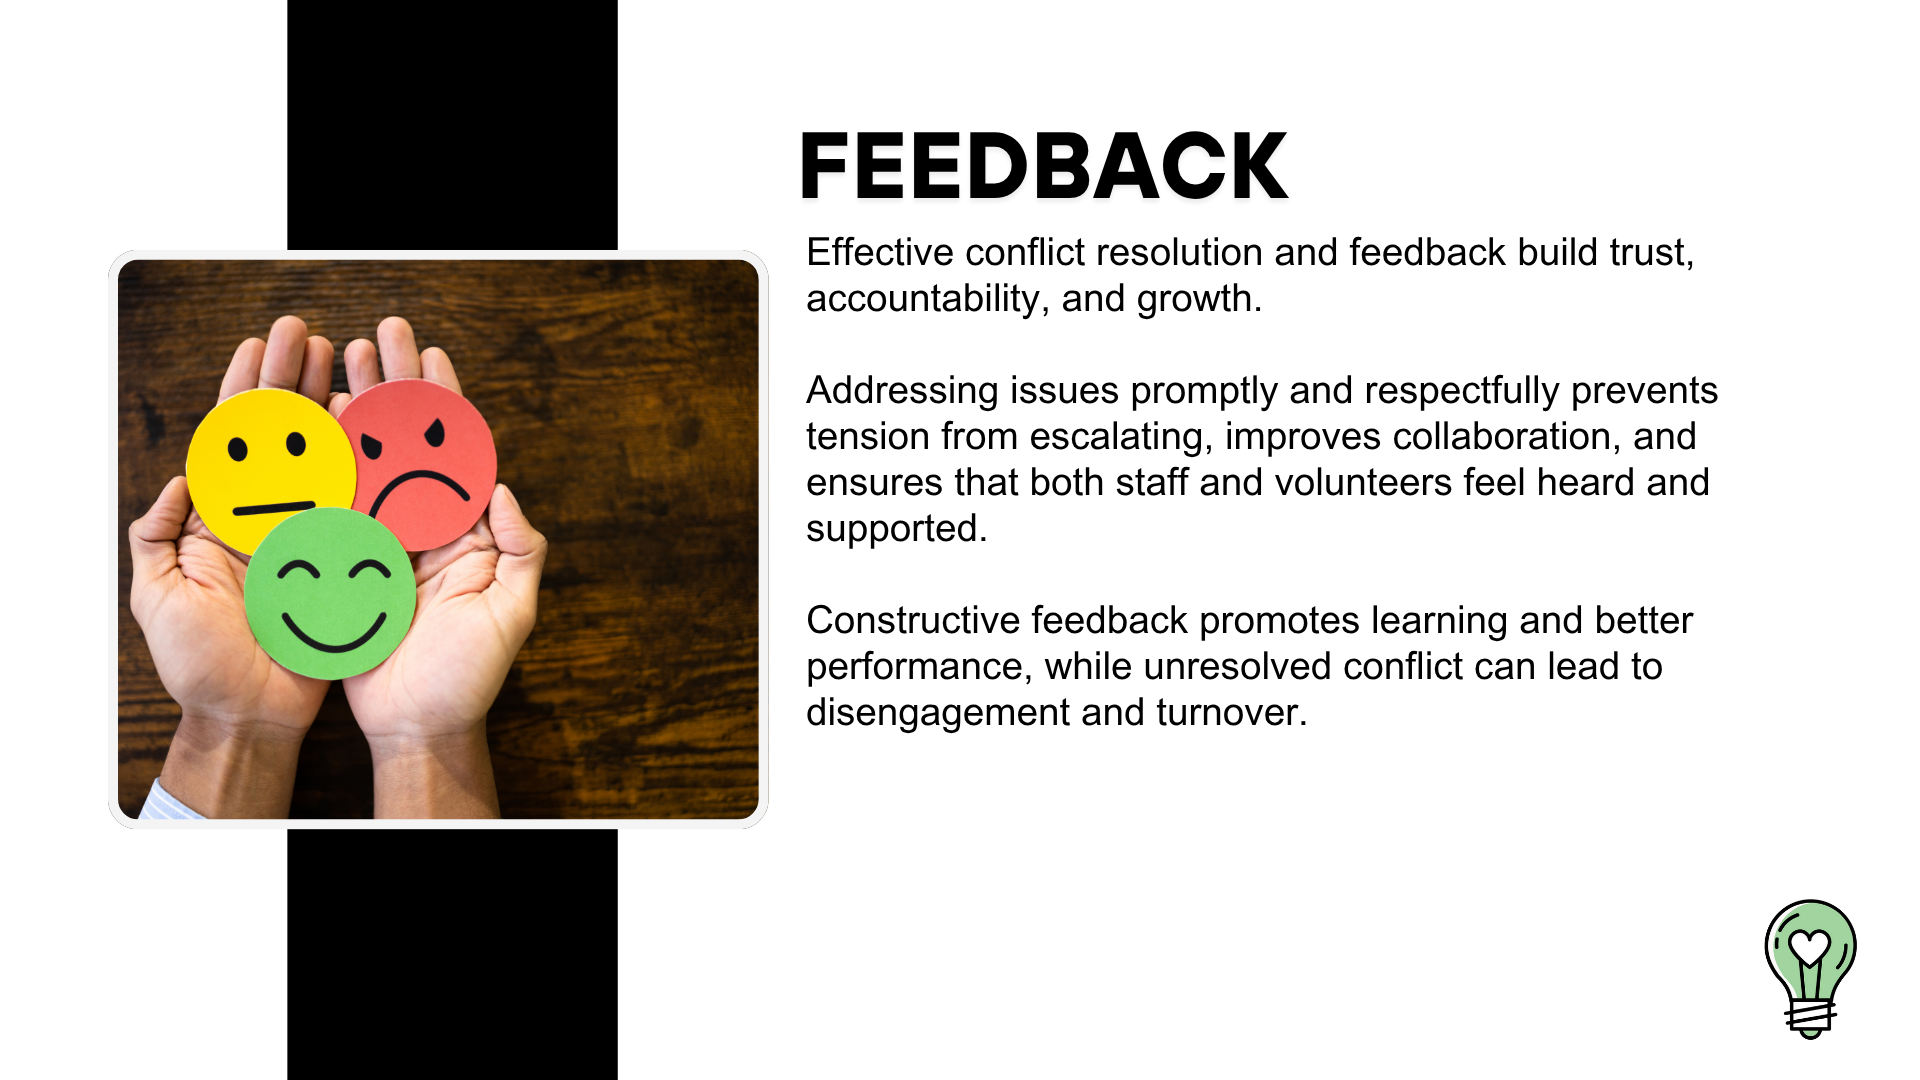 FEEDBACK
Effective conflict resolution and feedback build trust,
accountability, and growth.
Addressing issues promptly and respectfully prevents
tension from escalating, improves collaboration, and
ensures that both staff and volunteers feel heard and
supported.
Constructive feedback promotes learning and better
performance, while unresolved conflict can lead to
disengagement and turnover.